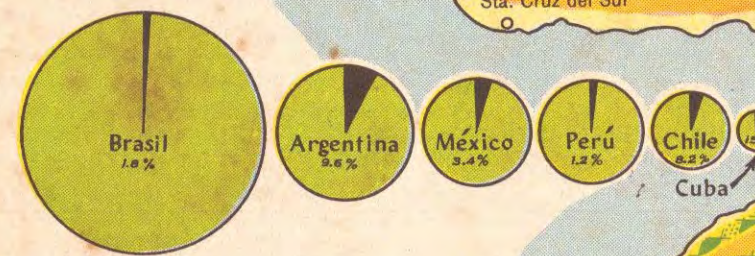 Sta. Cruz del Sur
Brasil
1.8 %
Argentina
9.6 %
México
3.4%
Perú
1.2 %
Chile
8.2 %
Cuba